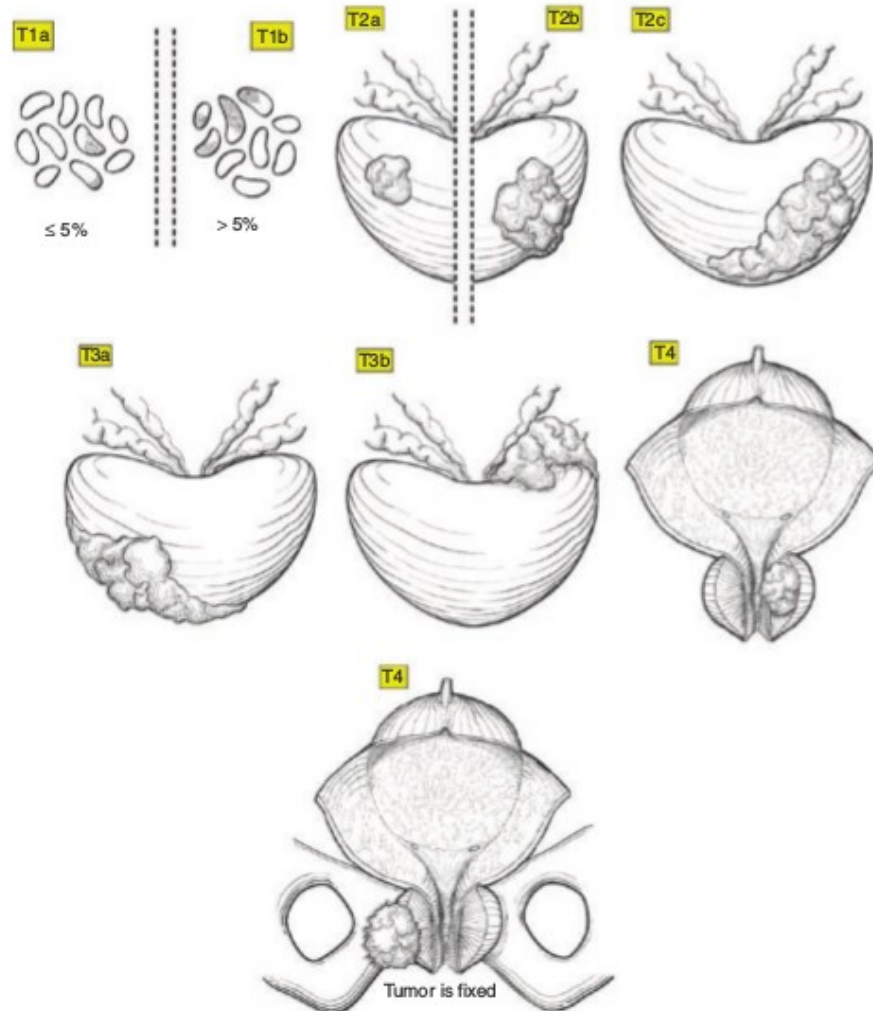 T1a
T1b
T2a
T2b
T2c
≤ 5%
> 5%
T3a
T3b
T4
T4
Tumor is fixed